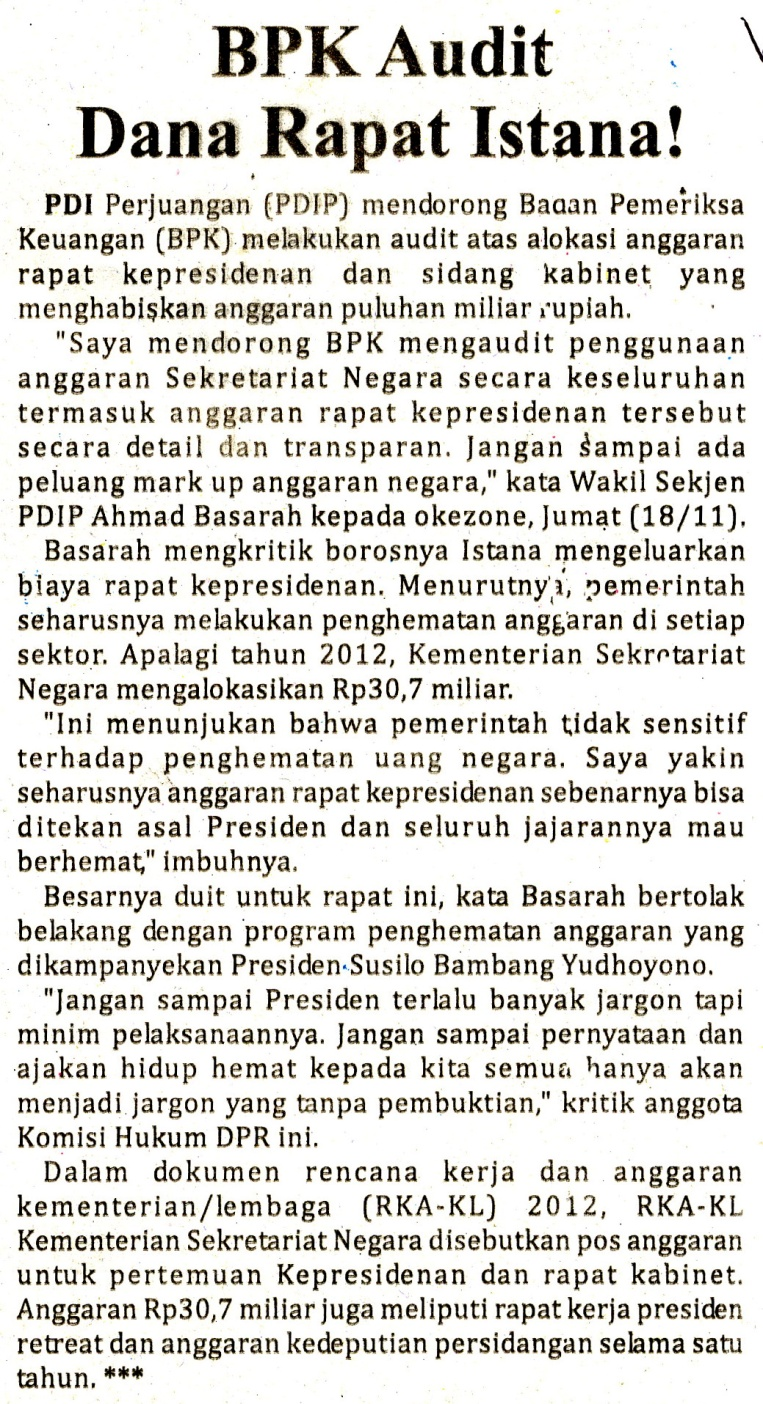 BPK Audit
Dana Rapat Istana!
PDI Perjuangan (PDIP) mendorong Badan Pemeriksa
Keuangan (BPK) melakukan audit atas alokasi anggaran
rapat kepresidenan dan sidang kabinet yang
menghabiskan anggaran puluhan miliar rupiah.
"Saya mendorong BPK mengaudit penggunaan
anggaran Sekretariat Negara secara keseluruhan
termasuk anggaran rapat kepresidenan tersebut
secara detail dan transparan. Jangan sampai ada
peluang mark up anggaran negara," kata Wakil Sekjen
PDIP Ahmad Basarah kepada okezone, Jumat (18/11).
Basarah mengkritik borosnya Istana mengeluarkan
biaya rapat kepresidenan. Menurutnya, pemerintah
seharusnya melakukan penghematan anggaran di setiap
sektor. Apalagi tahun 2012, Kementerian Sekretariat
Negara mengalokasikan Rp30,7 miliar.
"Ini menunjukan bahwa pemerintah tidak sensitif
terhadap penghematan uang negara. Saya yakin
seharusnya anggaran rapat kepresidenan sebenarnya bisa
ditekan asal Presiden dan seluruh jajarannya mau
berhemat," imbuhnya.
Besarnya duit untuk rapat ini, kata Basarah bertolak
belakang dengan program penghematan anggaran yang
dikampanyekan Presiden Susilo Bambang Yudhoyono.
"Jangan sampai Presiden terlalu banyak jargon tapi
minim pelaksanaannya. Jangan sampai pernyataan dan
ajakan hidup hemat kepada kita semua hanya akan
menjadi jargon yang tanpa pembuktian," kritik anggota
Komisi Hukum DPR ini.
Dalam dokumen rencana kerja dan anggaran
kementerian/lembaga (RKA-KL) 2012, RKA-KL
Kementerian Sekretariat Negara disebutkan pos anggaran
untuk pertemuan Kepresidenan dan rapat kabinet.
Anggaran Rp30,7 miliar juga meliputi rapat kerja presiden
retreat dan anggaran kedeputian persidangan selama satu
tahun. ***